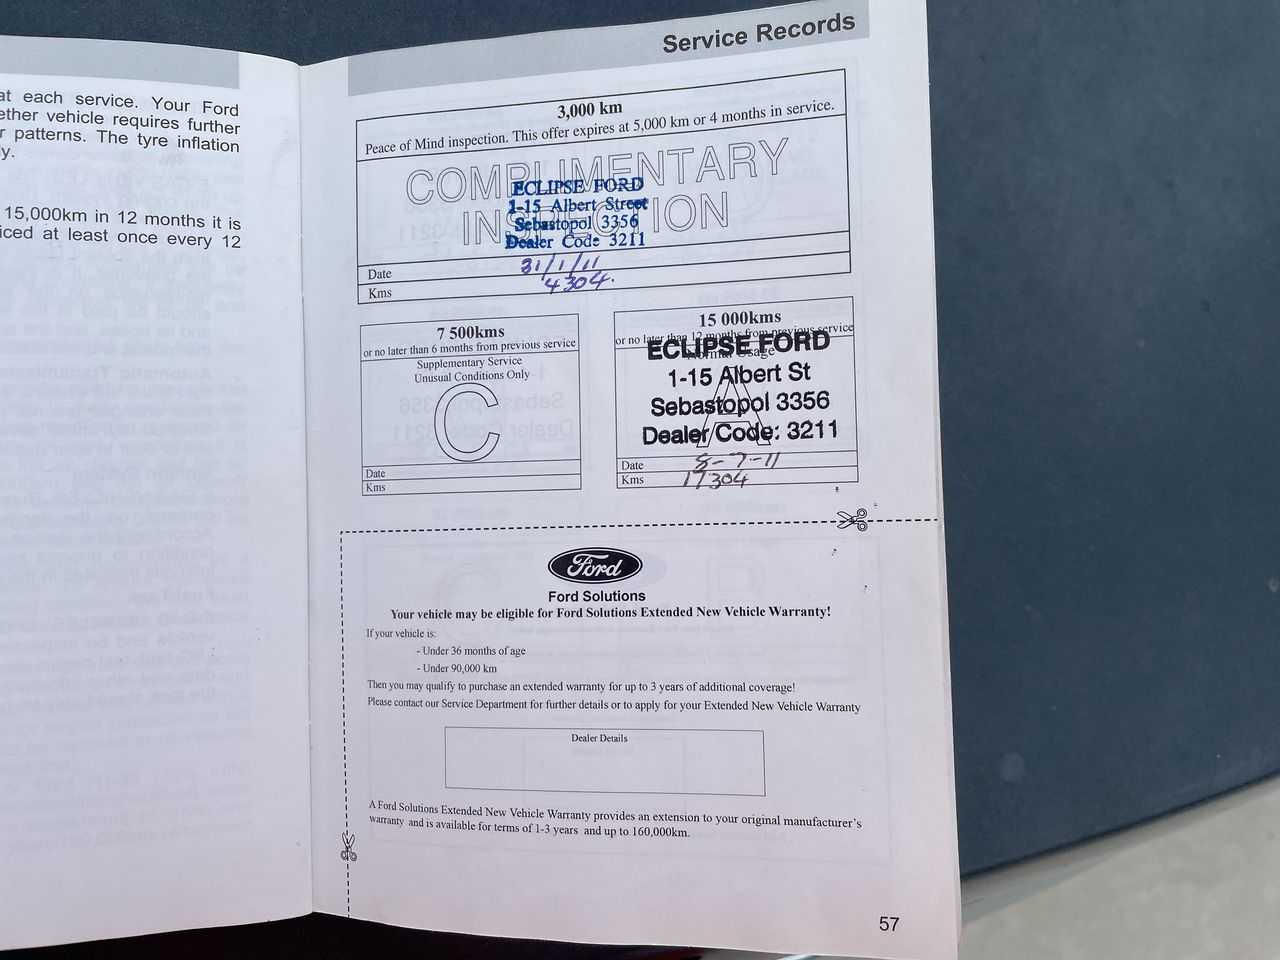 at each service. Your Ford
ether vehicle requires further
r patterns. The tyre inflation
y.
15,000km in 12 months it is
iced at least once every 12
Service Records
3,000 km
Peace of Mind inspection. This offer expires at 5,000 km or 4 months in service.
COMPLIMENTARY
INSPECTION
ECLIPSE FORD
1-15 Albert Street
Sebastopol 3356
Dealer Code 3211
Date 31/1/11
Kms 4304.
7 500kms
or no later than 6 months from previous service
Supplementary Service
Unusual Conditions Only
C
Date
Kms
15 000kms
or no later than 12 months from previous service
Normal Usage
A
ECLIPSE FORD
1-15 Albert St
Sebastopol 3356
Dealer Code: 3211
Date 8-7-11
Kms 17304
Ford
Ford Solutions
Your vehicle may be eligible for Ford Solutions Extended New Vehicle Warranty!
If your vehicle is:
- Under 36 months of age
- Under 90,000 km
Then you may qualify to purchase an extended warranty for up to 3 years of additional coverage!
Please contact our Service Department for further details or to apply for your Extended New Vehicle Warranty
Dealer Details
A Ford Solutions Extended New Vehicle Warranty provides an extension to your original manufacturer's
warranty and is available for terms of 1-3 years and up to 160,000km.
57